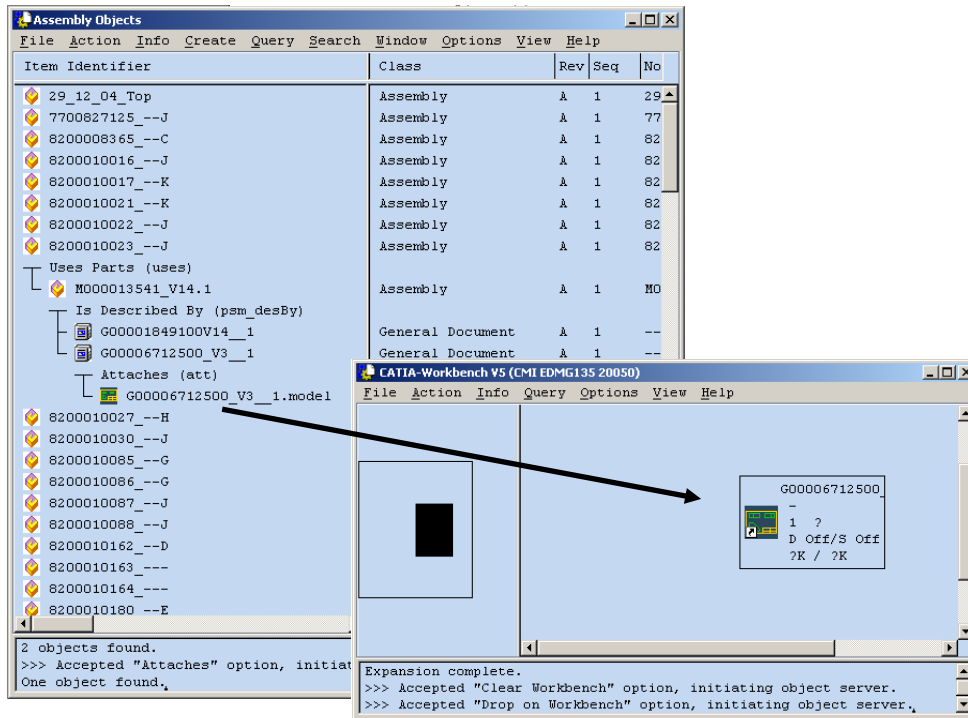 Assembly Objects
File Action Info Create Query Search Window Options View Help
Item Identifier Class Rev Seq No
29_12_04_Top Assembly A 1 29
7700827125_--J Assembly A 1 77
8200008365_--C Assembly A 1 82
8200010016_--J Assembly A 1 82
8200010017_--K Assembly A 1 82
8200010021_--K Assembly A 1 82
8200010022_--J Assembly A 1 82
8200010023_--J Assembly A 1 82
Uses Parts (uses)
M000013541_V14.1 Assembly A 1 MO
Is Described By (psm_desBy)
G00001849100V14__1 General Document A 1 --
G00006712500_V3__1 General Document A 1 --
Attaches (att)
G00006712500_V3__1.model
8200010027_--H
8200010030_--J
8200010085_--G
8200010086_--G
8200010087_--J
8200010088_--J
8200010162_--D
8200010163_---
8200010164_---
8200010180 --E
2 objects found.
>>> Accepted "Attaches" option, initiat
One object found.
CATIA-Workbench V5 (CMI EDMG135 20050)
File Action Info Query Options View Help
G00006712500_
-
1 ?
D Off/S Off
?K / ?K
Expansion complete.
>>> Accepted "Clear Workbench" option, initiating object server.
>>> Accepted "Drop on Workbench" option, initiating object server.